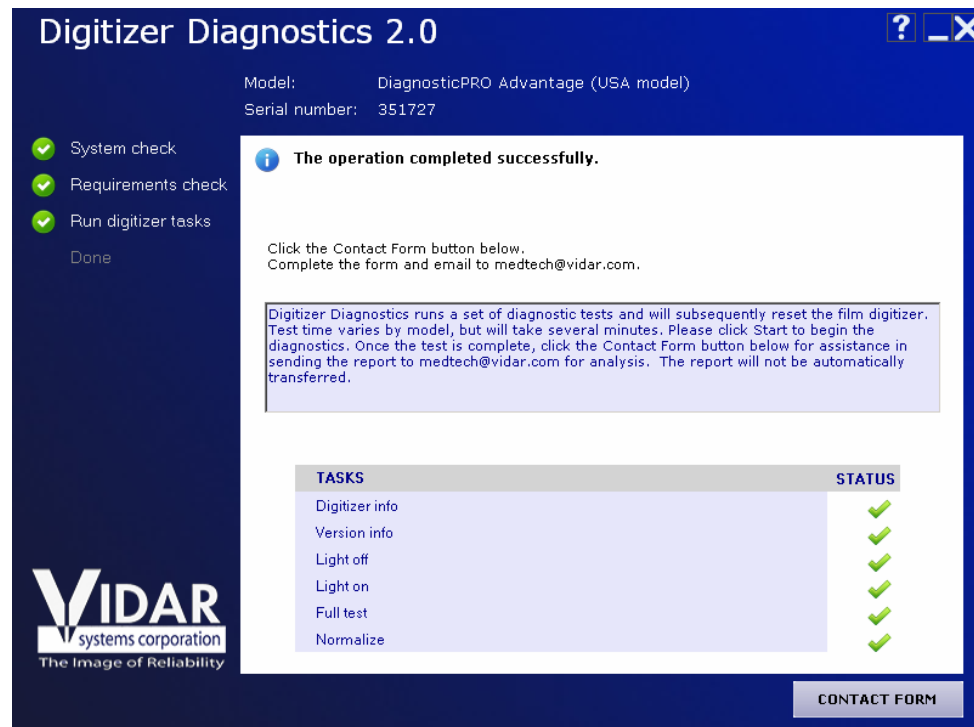 Digitizer Diagnostics 2.0
? _ X
Model: DiagnosticPRO Advantage (USA model)
Serial number: 351727
System check
Requirements check
Run digitizer tasks
Done
The operation completed successfully.
Click the Contact Form button below.
Complete the form and email to medtech@vidar.com.
Digitizer Diagnostics runs a set of diagnostic tests and will subsequently reset the film digitizer.
Test time varies by model, but will take several minutes. Please click Start to begin the
diagnostics. Once the test is complete, click the Contact Form button below for assistance in
sending the report to medtech@vidar.com for analysis.  The report will not be automatically
transferred.
TASKS STATUS
Digitizer info
Version info
Light off
Light on
Full test
Normalize
VIDAR
systems corporation
The Image of Reliability
CONTACT FORM